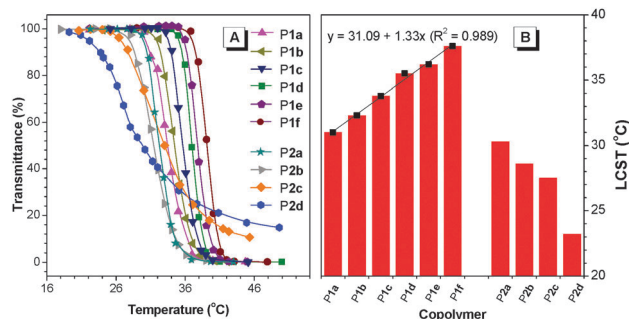 A
Transmittance (%)
100
80
60
40
20
0
16
26
36
46
Temperature (°C)
P1a
P1b
P1c
P1d
P1e
P1f
P2a
P2b
P2c
P2d
B
y = 31.09 + 1.33x (R² = 0.989)
40
35
30
25
20
LCST (°C)
P1a
P1b
P1c
P1d
P1e
P1f
P2a
P2b
P2c
P2d
Copolymer